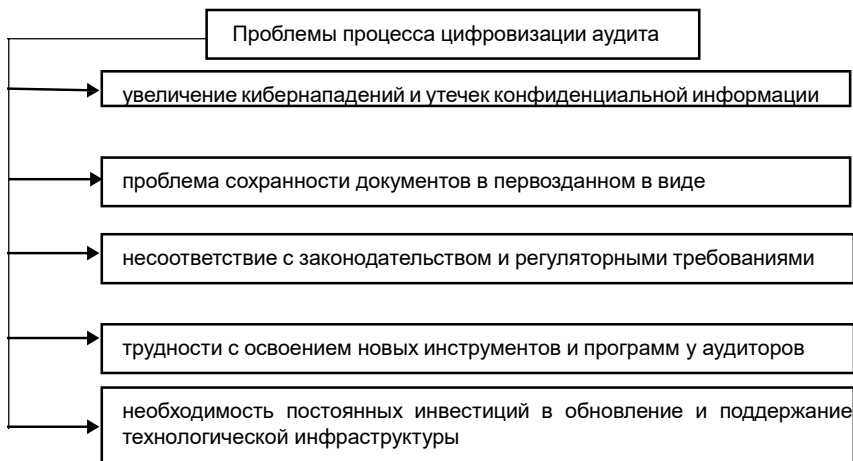 Проблемы процесса цифровизации аудита
увеличение кибернападений и утечек конфиденциальной информации
проблема сохранности документов в первозданном в виде
несоответствие с законодательством и регуляторными требованиями
трудности с освоением новых инструментов и программ у аудиторов
необходимость постоянных инвестиций в обновление и поддержание
технологической инфраструктуры